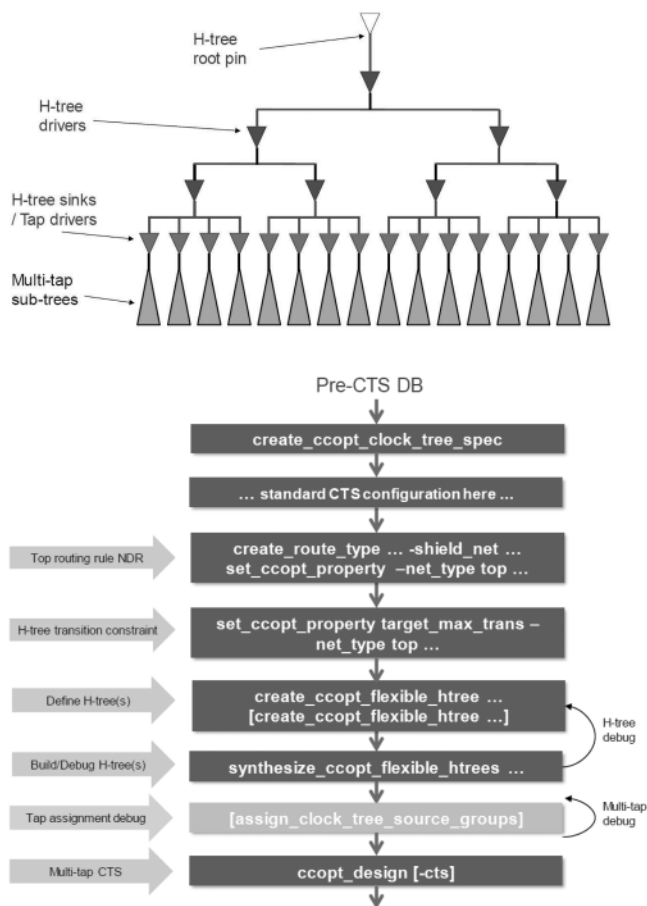 H-tree
root pin
H-tree
drivers
H-tree sinks
/ Tap drivers
Multi-tap
sub-trees
Pre-CTS DB
create_ccopt_clock_tree_spec
... standard CTS configuration here ...
Top routing rule NDR
create_route_type ... -shield_net ...
set_ccopt_property –net_type top ...
H-tree transition constraint
set_ccopt_property target_max_trans –
net_type top ...
Define H-tree(s)
create_ccopt_flexible_htree ...
[create_ccopt_flexible_htree ...]
H-tree
debug
Build/Debug H-tree(s)
synthesize_ccopt_flexible_htrees ...
Tap assignment debug
[assign_clock_tree_source_groups]
Multi-tap
debug
Multi-tap CTS
ccopt_design [-cts]